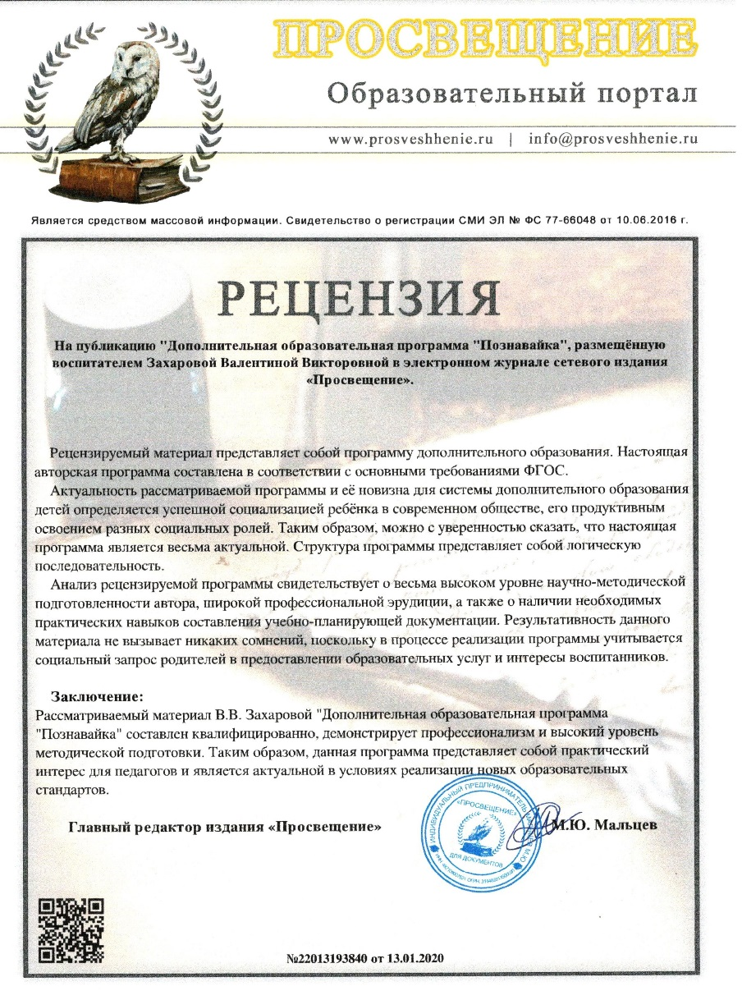 ПРОСВЕЩЕНИЕ
Образовательный портал
www.prosveshhenie.ru | info@prosveshhenie.ru
Является средством массовой информации. Свидетельство о регистрации СМИ ЭЛ № ФС 77-66048 от 10.06.2016 г.
РЕЦЕНЗИЯ
На публикацию "Дополнительная образовательная программа "Познавайка", размещённую
воспитателем Захаровой Валентиной Викторовной в электронном журнале сетевого издания
«Просвещение».
Рецензируемый материал представляет собой программу дополнительного образования. Настоящая
авторская программа составлена в соответствии с основными требованиями ФГОС.
Актуальность рассматриваемой программы и её новизна для системы дополнительного образования
детей определяется успешной социализацией ребёнка в современном обществе, его продуктивным
освоением разных социальных ролей. Таким образом, можно с уверенностью сказать, что настоящая
программа является весьма актуальной. Структура программы представляет собой логическую
последовательность.
Анализ рецензируемой программы свидетельствует о весьма высоком уровне научно-методической
подготовленности автора, широкой профессиональной эрудиции, а также о наличии необходимых
практических навыков составления учебно-планирующей документации. Результативность данного
материала не вызывает никаких сомнений, поскольку в процессе реализации программы учитывается
социальный запрос родителей в предоставлении образовательных услуг и интересы воспитанников.
Заключение:
Рассматриваемый материал В.В. Захаровой "Дополнительная образовательная программа
"Познавайка" составлен квалифицированно, демонстрирует профессионализм и высокий уровень
методической подготовки. Таким образом, данная программа представляет собой практический
интерес для педагогов и является актуальной в условиях реализации новых образовательных
стандартов.
Главный редактор издания «Просвещение» М.Ю. Мальцев
ИНДИВИДУАЛЬНЫЙ ПРЕДПРИНИМАТЕЛЬ
«ПРОСВЕЩЕНИЕ»
ДЛЯ ДОКУМЕНТОВ
№22013193840 от 13.01.2020